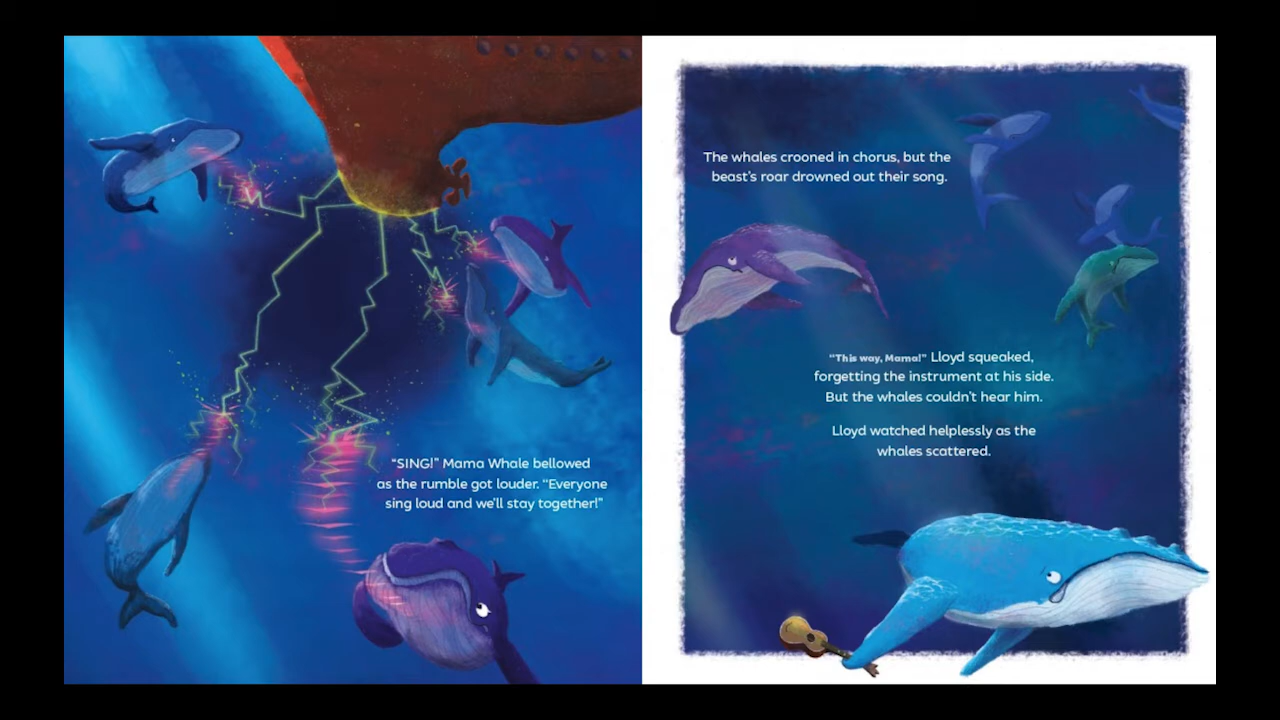 “SING!” Mama Whale bellowed
as the rumble got louder. “Everyone
sing loud and we’ll stay together!”
The whales crooned in chorus, but the
beast’s roar drowned out their song.
“This way, Mama!” Lloyd squeaked,
forgetting the instrument at his side.
But the whales couldn’t hear him.
Lloyd watched helplessly as the
whales scattered.